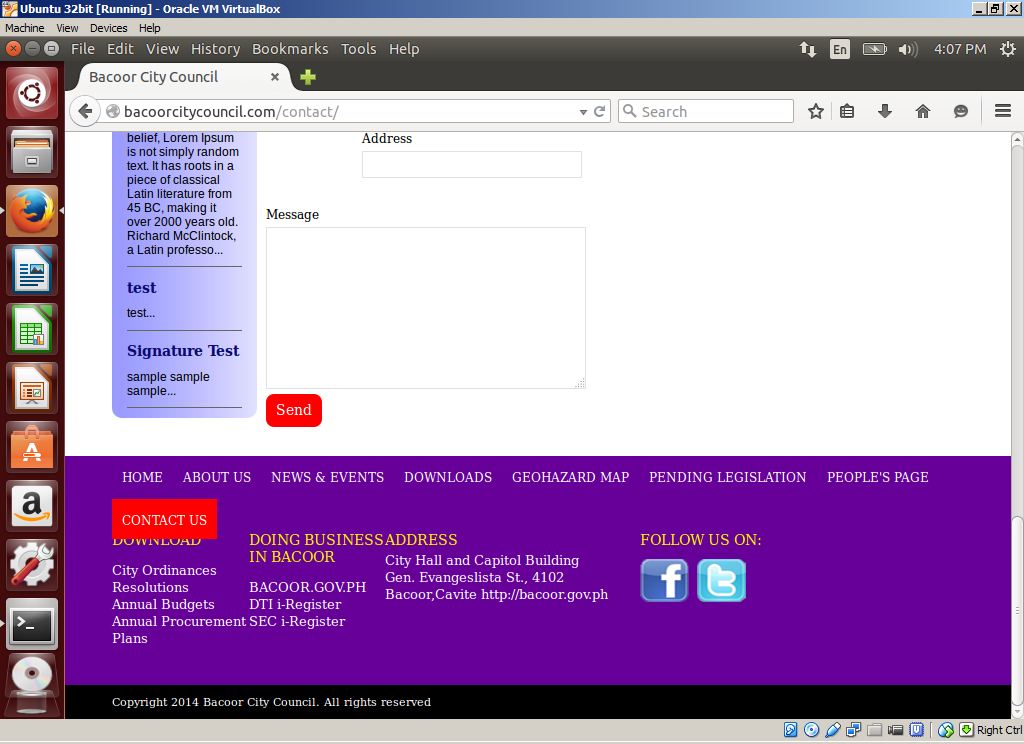 Ubuntu 32bit [Running] - Oracle VM VirtualBox
Machine View Devices Help
File Edit View History Bookmarks Tools Help
En
4:07 PM
Bacoor City Council
bacoorcitycouncil.com/contact/
Search
belief, Lorem Ipsum
is not simply random
text. It has roots in a
piece of classical
Latin literature from
45 BC, making it
over 2000 years old.
Richard McClintock,
a Latin professo...
test
test...
Signature Test
sample sample
sample...
Address
Message
Send
HOME ABOUT US NEWS & EVENTS DOWNLOADS GEOHAZARD MAP PENDING LEGISLATION PEOPLE'S PAGE
CONTACT US
DOWNLOAD
City Ordinances
Resolutions
Annual Budgets
Annual Procurement
Plans
DOING BUSINESS
IN BACOOR
BACOOR.GOV.PH
DTI i-Register
SEC i-Register
ADDRESS
City Hall and Capitol Building
Gen. Evangeslista St., 4102
Bacoor,Cavite http://bacoor.gov.ph
FOLLOW US ON:
Copyright 2014 Bacoor City Council. All rights reserved
Right Ctrl